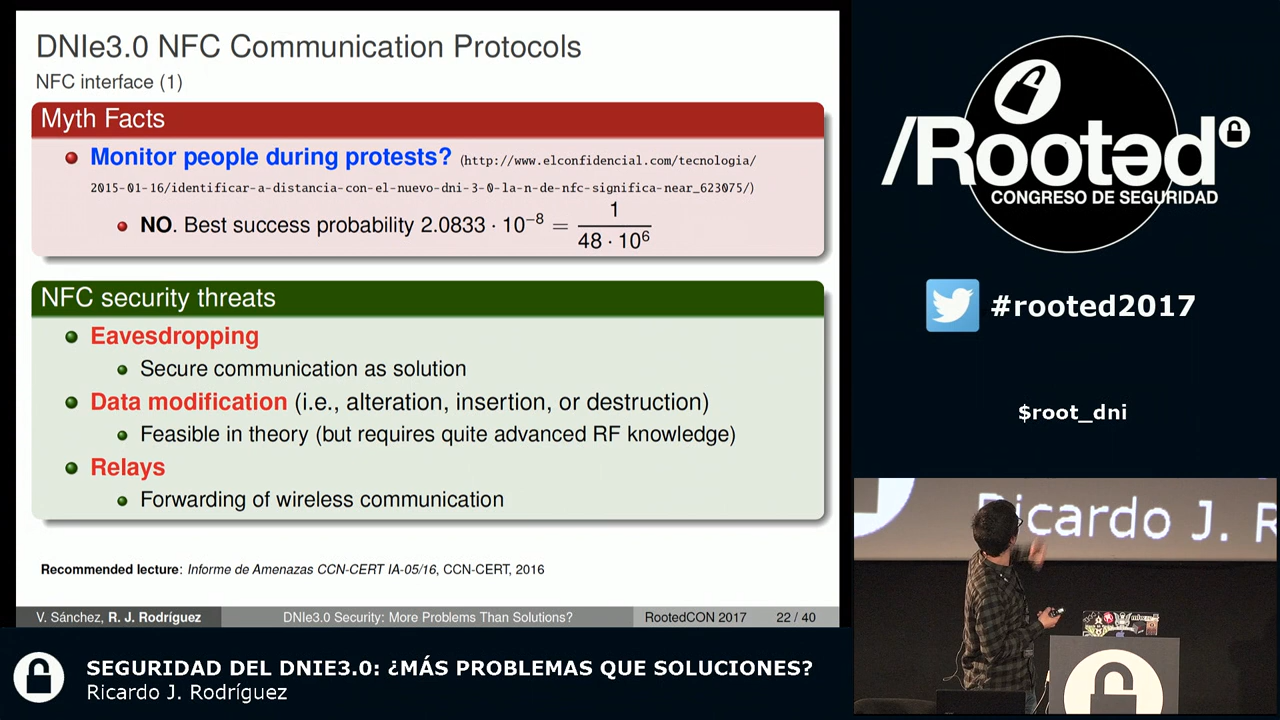 DNIe3.0 NFC Communication Protocols
NFC interface (1)
Myth Facts
Monitor people during protests? (http://www.elconfidencial.com/tecnologia/
2015-01-16/identificar-a-distancia-con-el-nuevo-dni-3-0-la-n-de-nfc-significa-near_623075/)
NO. Best success probability 2.0833 · 10⁻⁸ = 1 / 48 · 10⁶
NFC security threats
Eavesdropping
Secure communication as solution
Data modification (i.e., alteration, insertion, or destruction)
Feasible in theory (but requires quite advanced RF knowledge)
Relays
Forwarding of wireless communication
Recommended lecture: Informe de Amenazas CCN-CERT IA-05/16, CCN-CERT, 2016
V. Sánchez, R. J. Rodríguez
DNIe3.0 Security: More Problems Than Solutions?
RootedCON 2017
22 / 40
/Rootəd
CONGRESO DE SEGURIDAD
#rooted2017
$root_dni
Ricardo J. R
SEGURIDAD DEL DNIE3.0: ¿MÁS PROBLEMAS QUE SOLUCIONES?
Ricardo J. Rodríguez